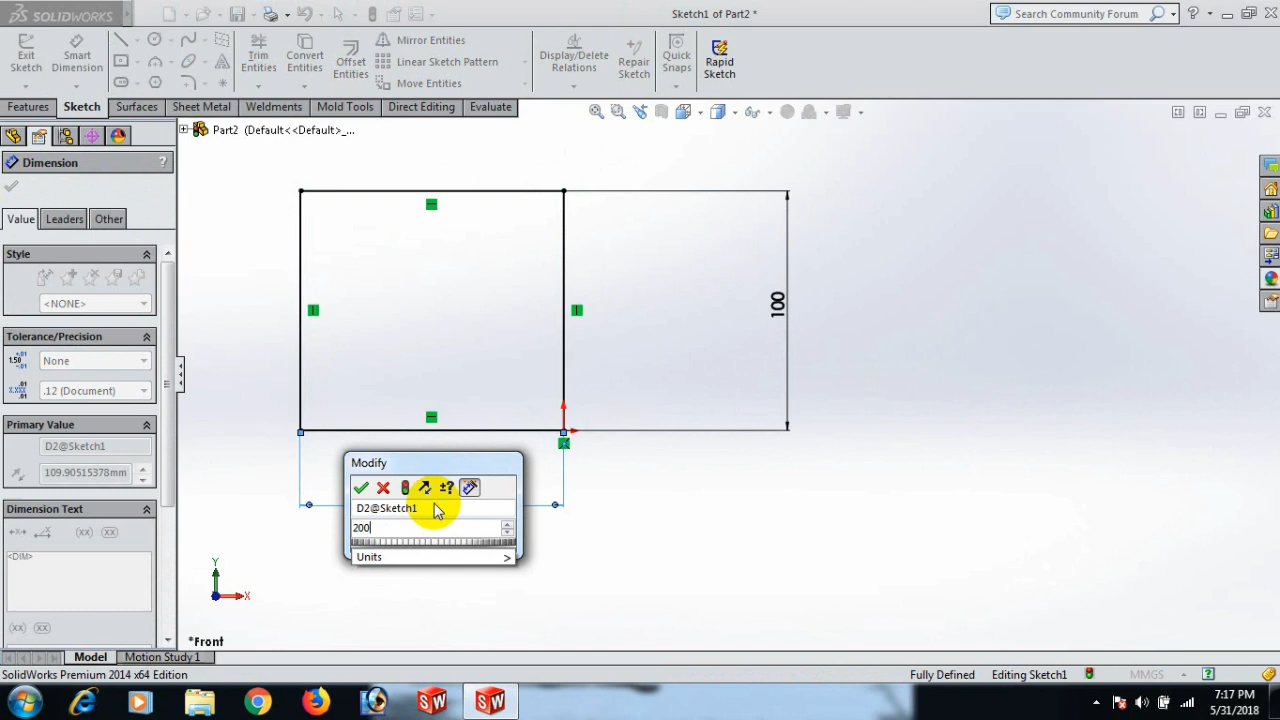 SOLIDWORKS
Sketch1 of Part2 *
Search Community Forum
Exit Sketch
Smart Dimension
Trim Entities
Convert Entities
Offset Entities
Mirror Entities
Linear Sketch Pattern
Move Entities
Display/Delete Relations
Repair Sketch
Quick Snaps
Rapid Sketch
Features
Sketch
Surfaces
Sheet Metal
Weldments
Mold Tools
Direct Editing
Evaluate
Part2 (Default<<Default>_...
Dimension
?
Value
Leaders
Other
Style
<NONE>
Tolerance/Precision
None
.12 (Document)
Primary Value
D2@Sketch1
109.90515378mm
Dimension Text
<DIM>
100
Modify
D2@Sketch1
200
Units >
Y
X
*Front
Model
Motion Study 1
SolidWorks Premium 2014 x64 Edition
Fully Defined
Editing Sketch1
MMGS
7:17 PM
5/31/2018